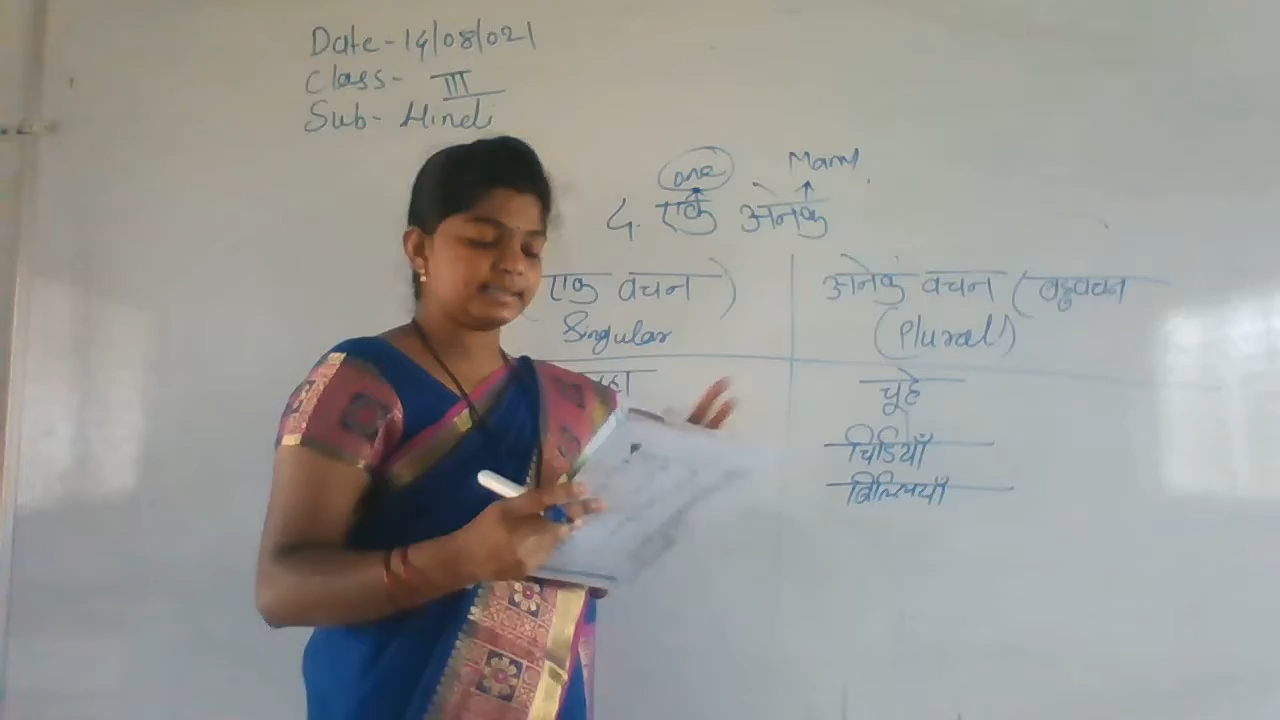 Date-14/08/021
Class- III
Sub- Hindi
one Many
एक अनेक
(एक वचन) अनेक वचन (बहुवचन
Singular (Plural)
चूहे
चिडियाँ
बिल्लियाँ